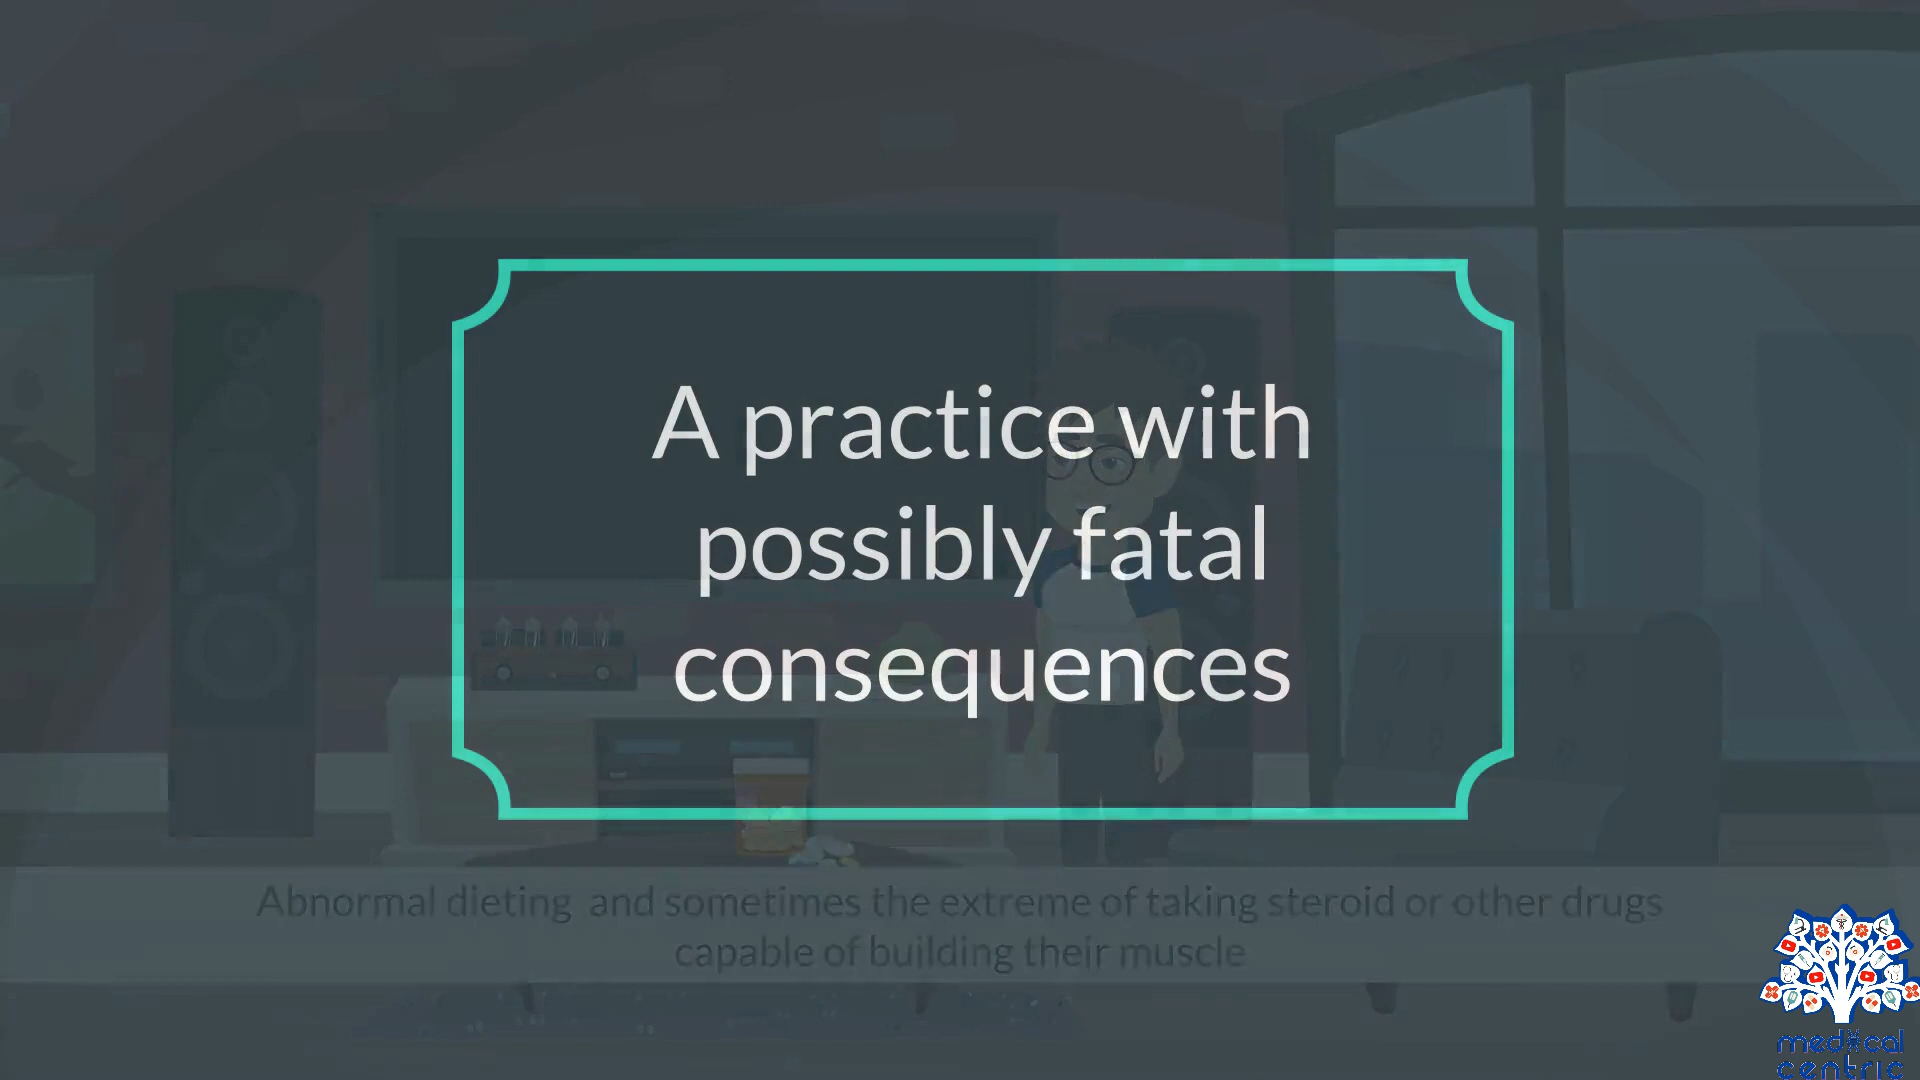 A practice with
possibly fatal
consequences
Abnormal dieting and sometimes the extreme of taking steroid or other drugs
capable of building their muscle
medical
centric